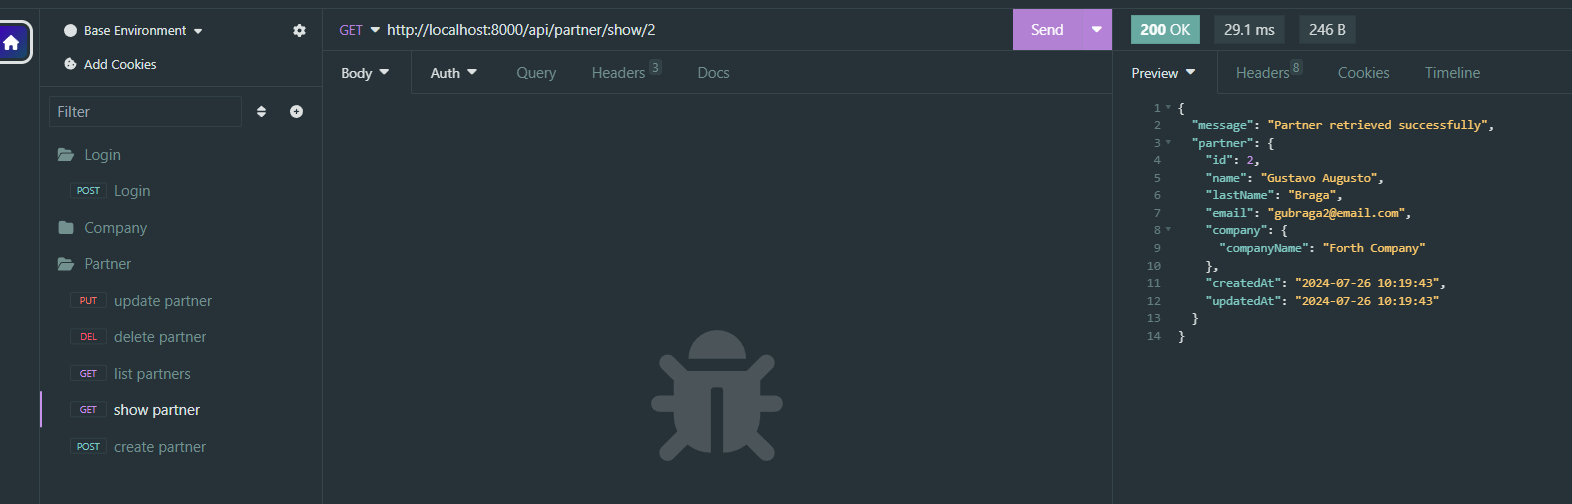 Base Environment
Add Cookies
Filter
Login
POST Login
Company
Partner
PUT update partner
DEL delete partner
GET list partners
GET show partner
POST create partner
GET http://localhost:8000/api/partner/show/2 Send
Body Auth Query Headers 3 Docs
200 OK 29.1 ms 246 B
Preview Headers 8 Cookies Timeline
1 {
2 "message": "Partner retrieved successfully",
3 "partner": {
4 "id": 2,
5 "name": "Gustavo Augusto",
6 "lastName": "Braga",
7 "email": "gubraga2@email.com",
8 "company": {
9 "companyName": "Forth Company"
10 },
11 "createdAt": "2024-07-26 10:19:43",
12 "updatedAt": "2024-07-26 10:19:43"
13 }
14 }